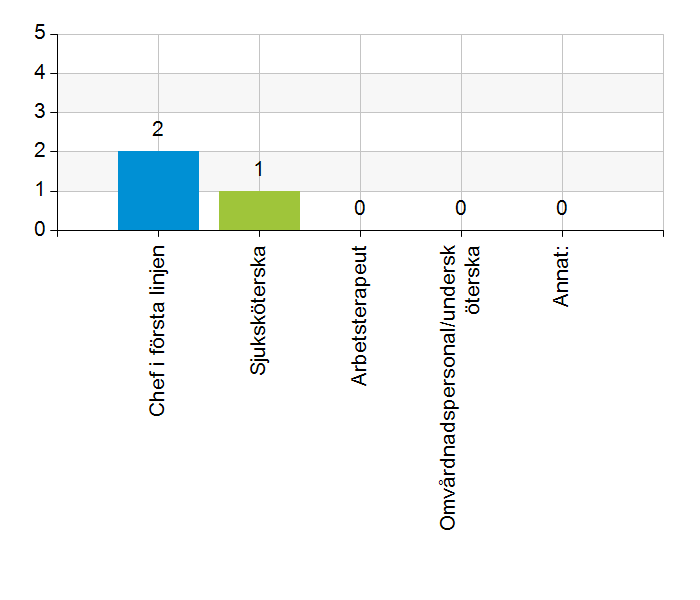 5
4
3
2
1
0
2
1
0
0
0
Chef i första linjen
Sjuksköterska
Arbetsterapeut
Omvårdnadspersonal/undersk
öterska
Annat: